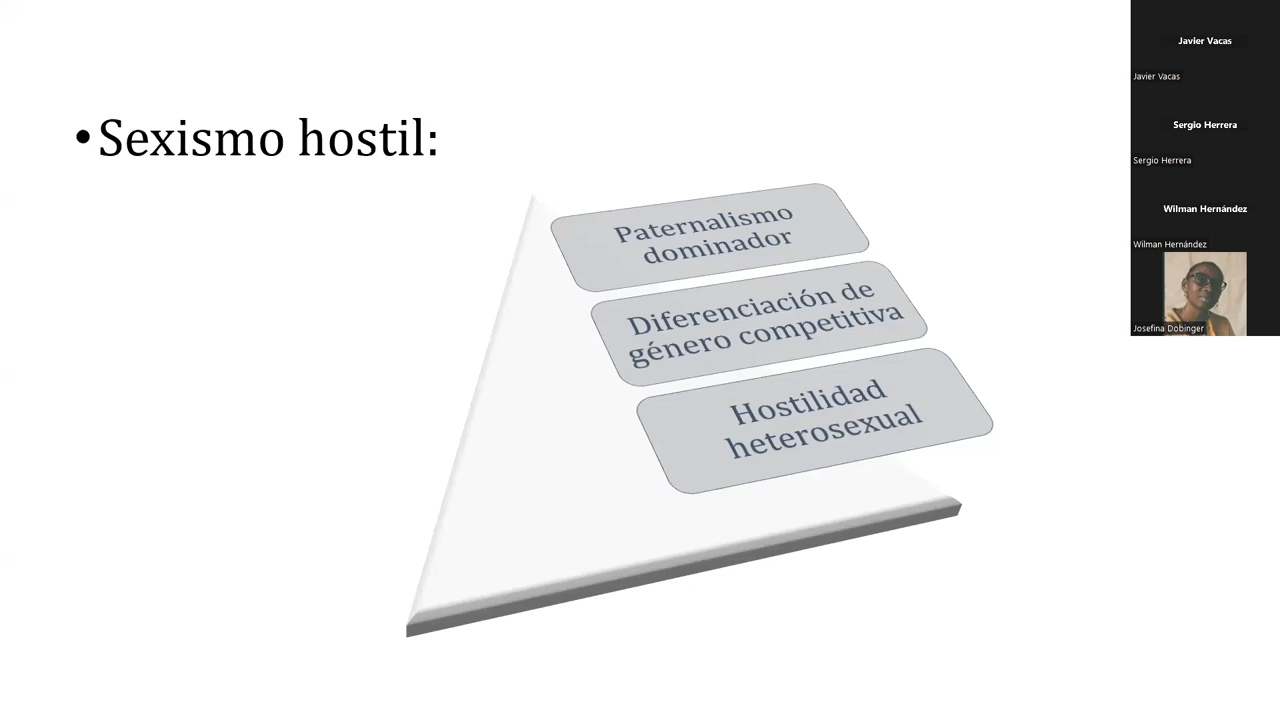 • Sexismo hostil:
Paternalismo
dominador
Diferenciación de
género competitiva
Hostilidad
heterosexual
Javier Vacas
Javier Vacas
Sergio Herrera
Sergio Herrera
Wilman Hernández
Wilman Hernández
Josefina Dobinger